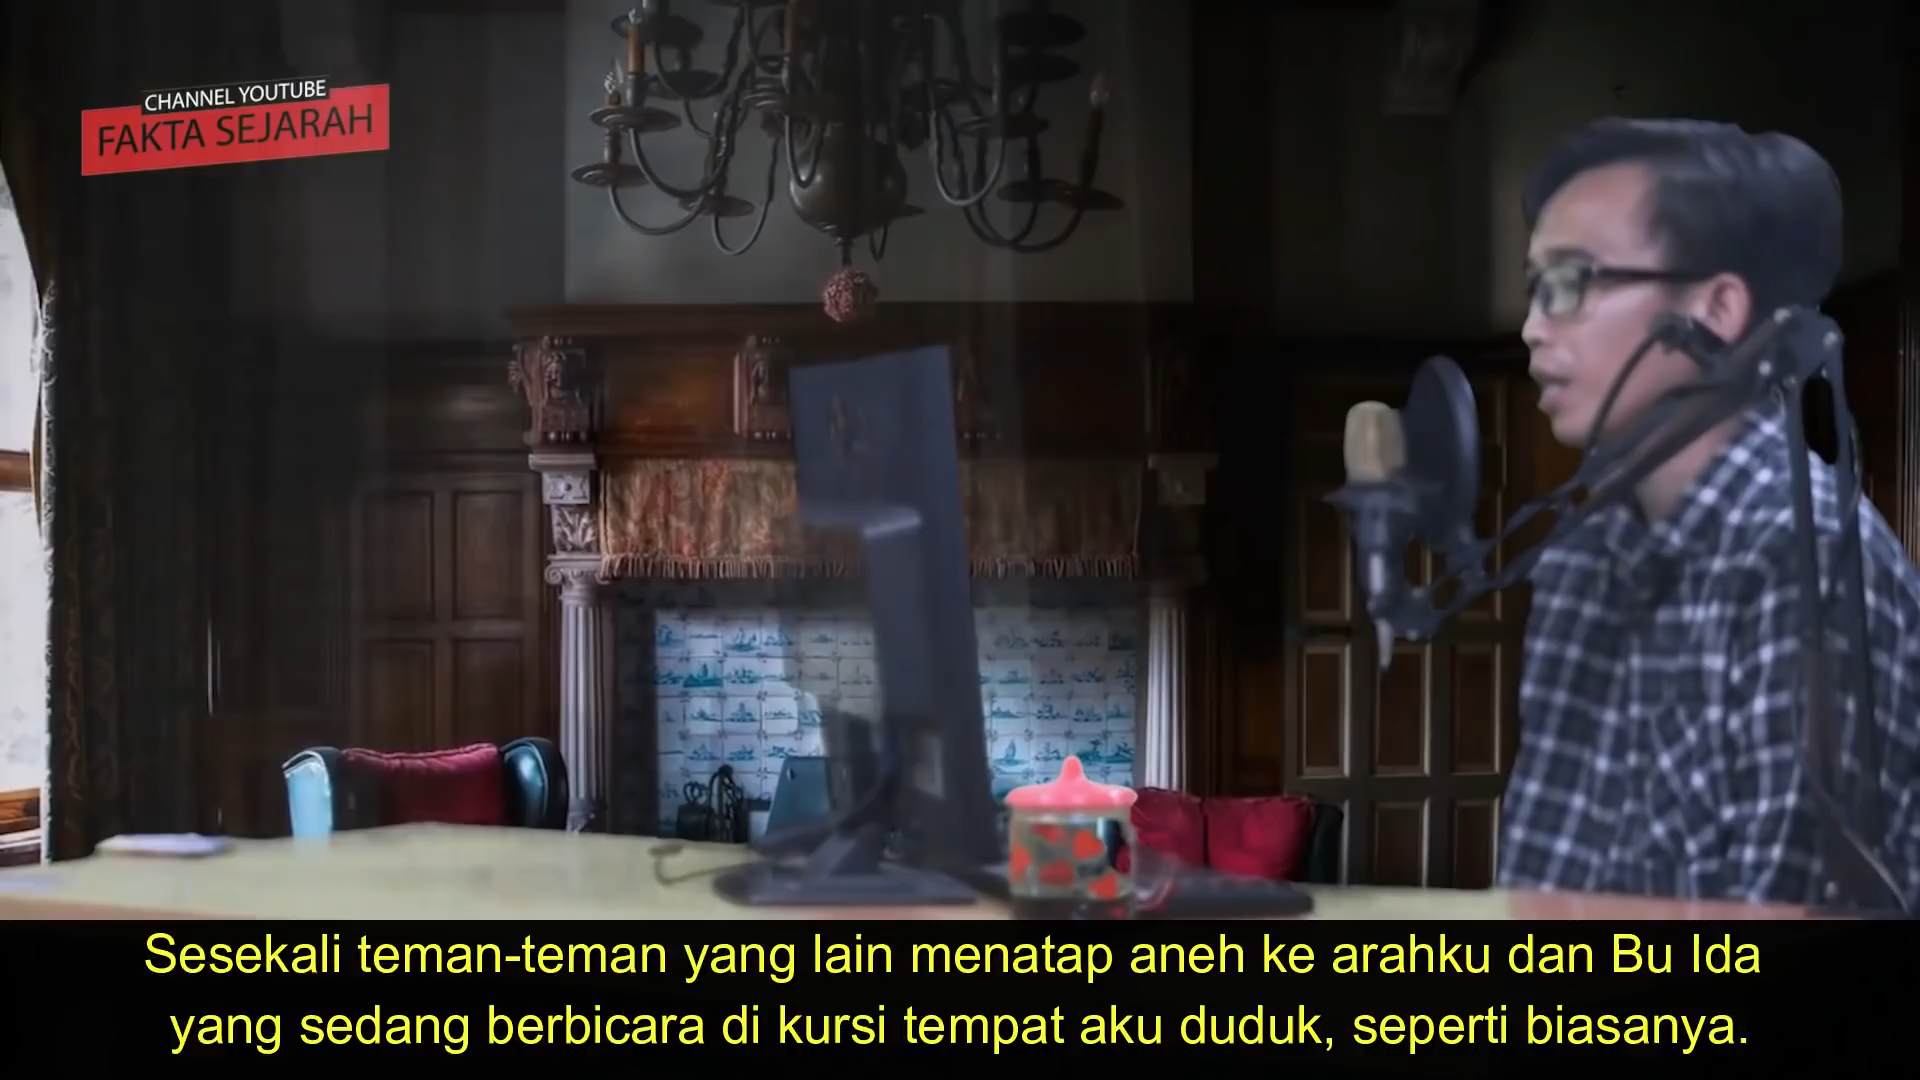 CHANNEL YOUTUBE
FAKTA SEJARAH
Sesekali teman-teman yang lain menatap aneh ke arahku dan Bu Ida
yang sedang berbicara di kursi tempat aku duduk, seperti biasanya.